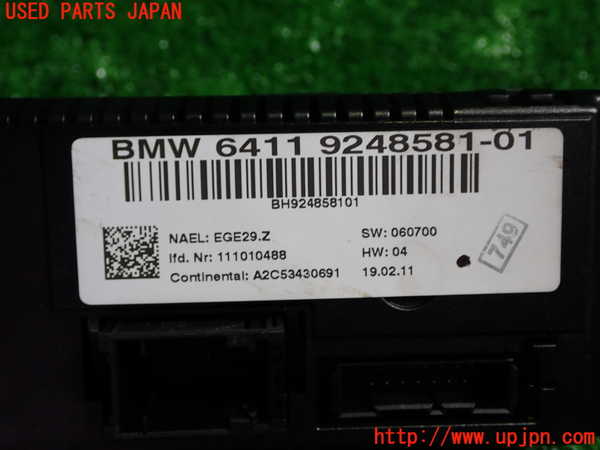 USED PARTS JAPAN
BMW 6411 9248581-01
BH924858101
NAEL: EGE29.Z
SW: 060700
Ifd. Nr: 111010488
HW: 04
Continental: A2C53430691
19.02.11
749
http://www.upjpn.com/